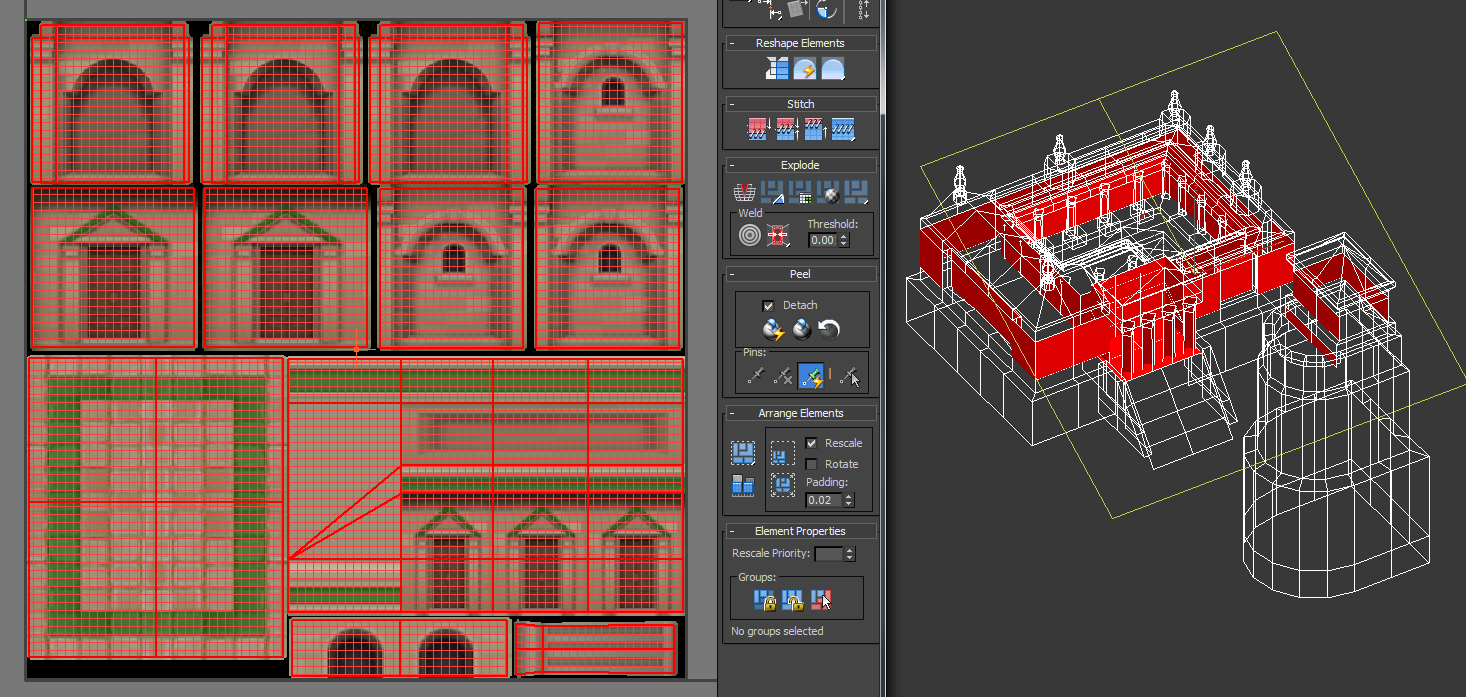 - Reshape Elements
- Stitch
- Explode
Weld
Threshold:
0.00
- Peel
Detach
Pins:
- Arrange Elements
Rescale
Rotate
Padding:
0.02
- Element Properties
Rescale Priority:
Groups:
No groups selected